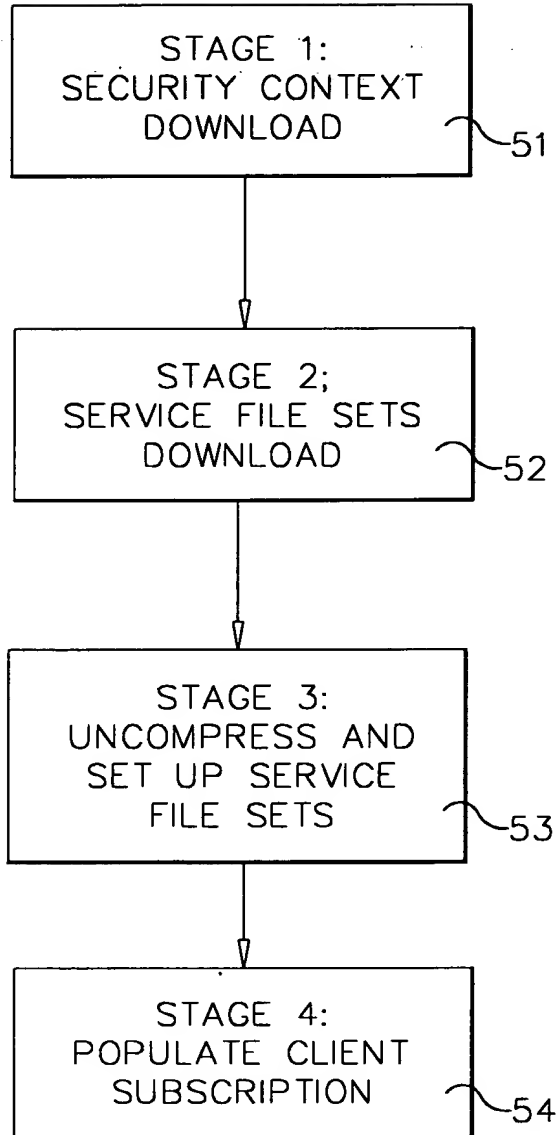 STAGE 1:
SECURITY CONTEXT
DOWNLOAD
51
STAGE 2;
SERVICE FILE SETS
DOWNLOAD
52
STAGE 3:
UNCOMPRESS AND
SET UP SERVICE
FILE SETS
53
STAGE 4:
POPULATE CLIENT
SUBSCRIPTION
54